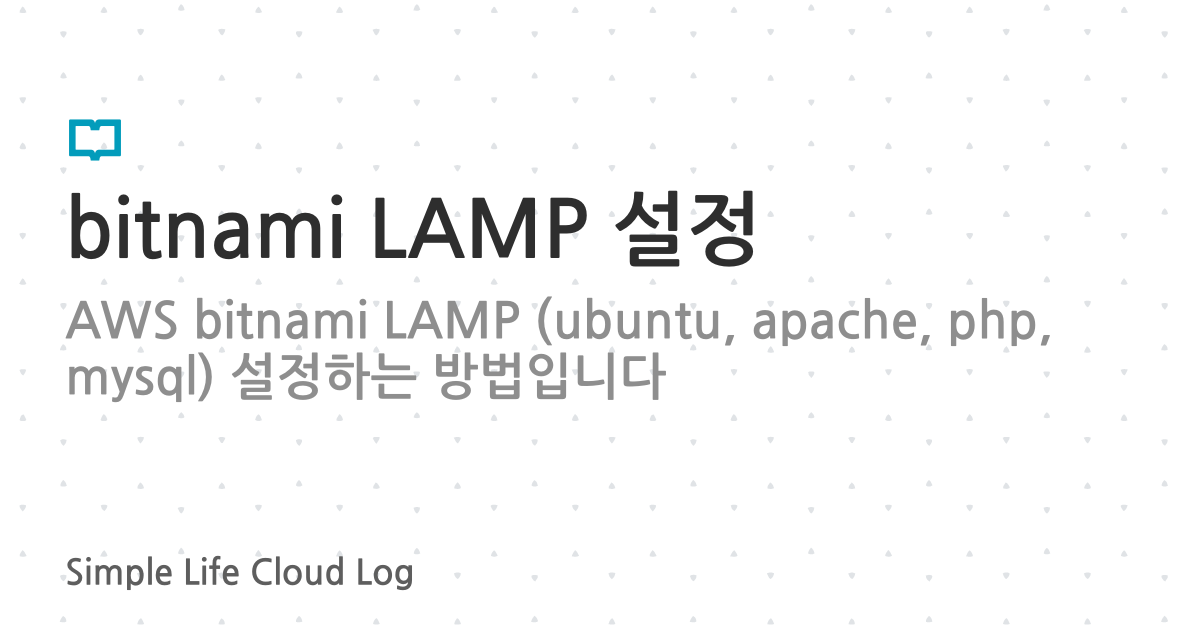 bitnami LAMP 설정
AWS bitnami LAMP (ubuntu, apache, php,
mysql) 설정하는 방법입니다
Simple Life Cloud Log